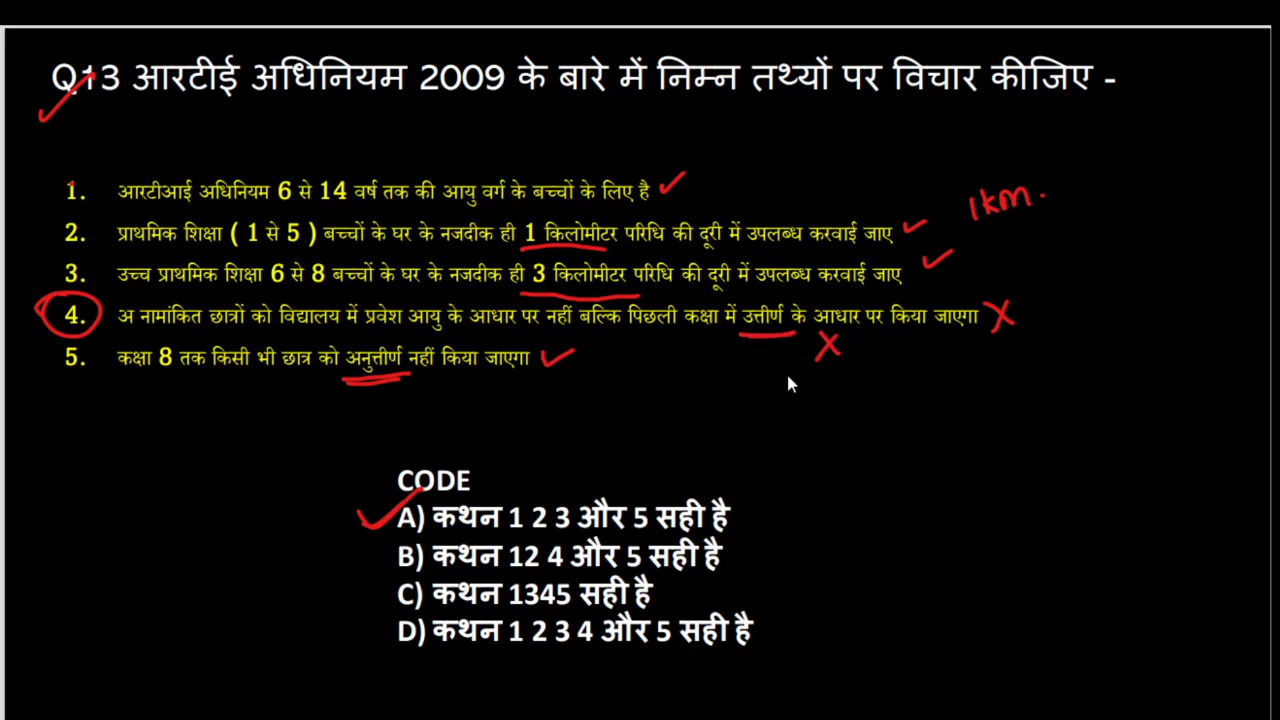 Q13 आरटीई अधिनियम 2009 के बारे में निम्न तथ्यों पर विचार कीजिए -
1. आरटीआई अधिनियम 6 से 14 वर्ष तक की आयु वर्ग के बच्चों के लिए है
1km.
2. प्राथमिक शिक्षा ( 1 से 5 ) बच्चों के घर के नजदीक ही 1 किलोमीटर परिधि की दूरी में उपलब्ध करवाई जाए
3. उच्च प्राथमिक शिक्षा 6 से 8 बच्चों के घर के नजदीक ही 3 किलोमीटर परिधि की दूरी में उपलब्ध करवाई जाए
4. अ नामांकित छात्रों को विद्यालय में प्रवेश आयु के आधार पर नहीं बल्कि पिछली कक्षा में उत्तीर्ण के आधार पर किया जाएगा
5. कक्षा 8 तक किसी भी छात्र को अनुत्तीर्ण नहीं किया जाएगा
CODE
A) कथन 1 2 3 और 5 सही है
B) कथन 12 4 और 5 सही है
C) कथन 1345 सही है
D) कथन 1 2 3 4 और 5 सही है